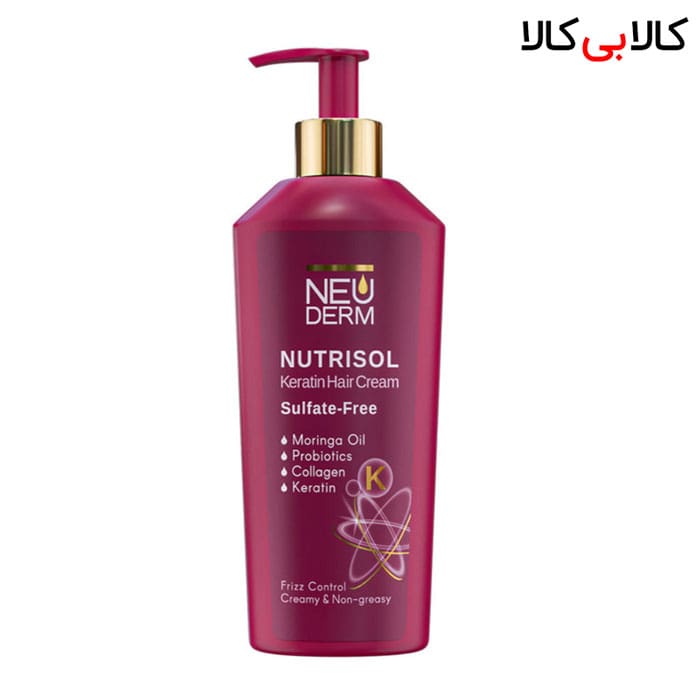 کالا بی کالا
NEU
DERM
NUTRISOL
Keratin Hair Cream
Sulfate-Free
Moringa Oil
Probiotics
Collagen
Keratin
K
Frizz Control
Creamy & Non-greasy